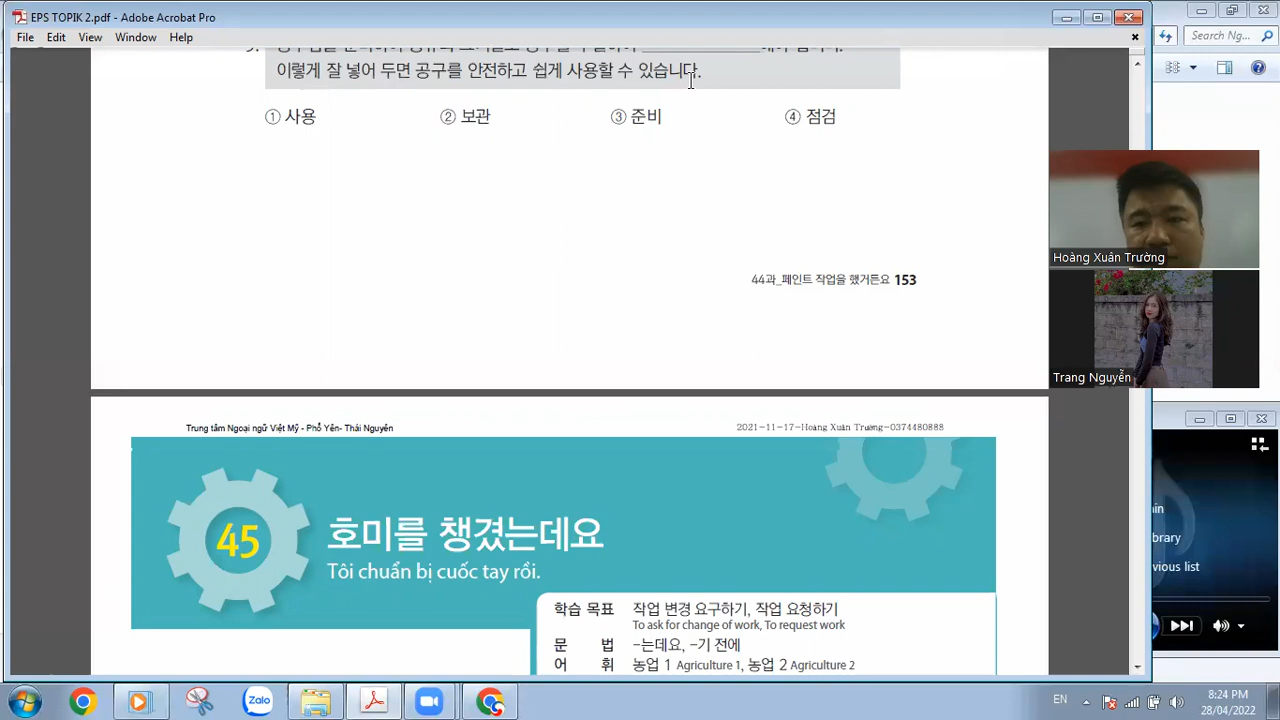 EPS TOPIK 2.pdf - Adobe Acrobat Pro
File Edit View Window Help
Search Ng...
이렇게 잘 넣어 두면 공구를 안전하고 쉽게 사용할 수 있습니다.
① 사용 ② 보관 ③ 준비 ④ 점검
Hoàng Xuân Trường
44과_페인트 작업을 했거든요 153
Trang Nguyễn
Trung tâm Ngoại ngữ Việt Mỹ - Phổ Yên- Thái Nguyên 2021-11-17-Hoàng Xuân Trường-0374480888
45 호미를 챙겼는데요
Tôi chuẩn bị cuốc tay rồi.
학습 목표 작업 변경 요구하기, 작업 요청하기
To ask for change of work, To request work
문 법 -는데요, -기 전에
어 휘 농업 1 Agriculture 1, 농업 2 Agriculture 2
ain
ibrary
vious list
Zalo
EN
8:24 PM
28/04/2022